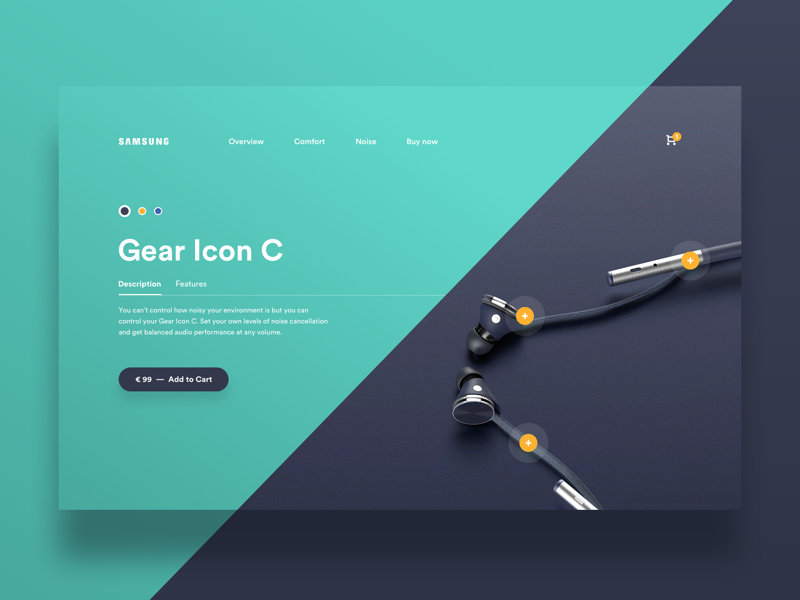 SAMSUNG
Overview Comfort Noise Buy now
1
Gear Icon C
Description Features
You can't control how noisy your environment is but you can
control your Gear Icon C. Set your own levels of noise cancellation
and get balanced audio performance at any volume.
€ 99 — Add to Cart